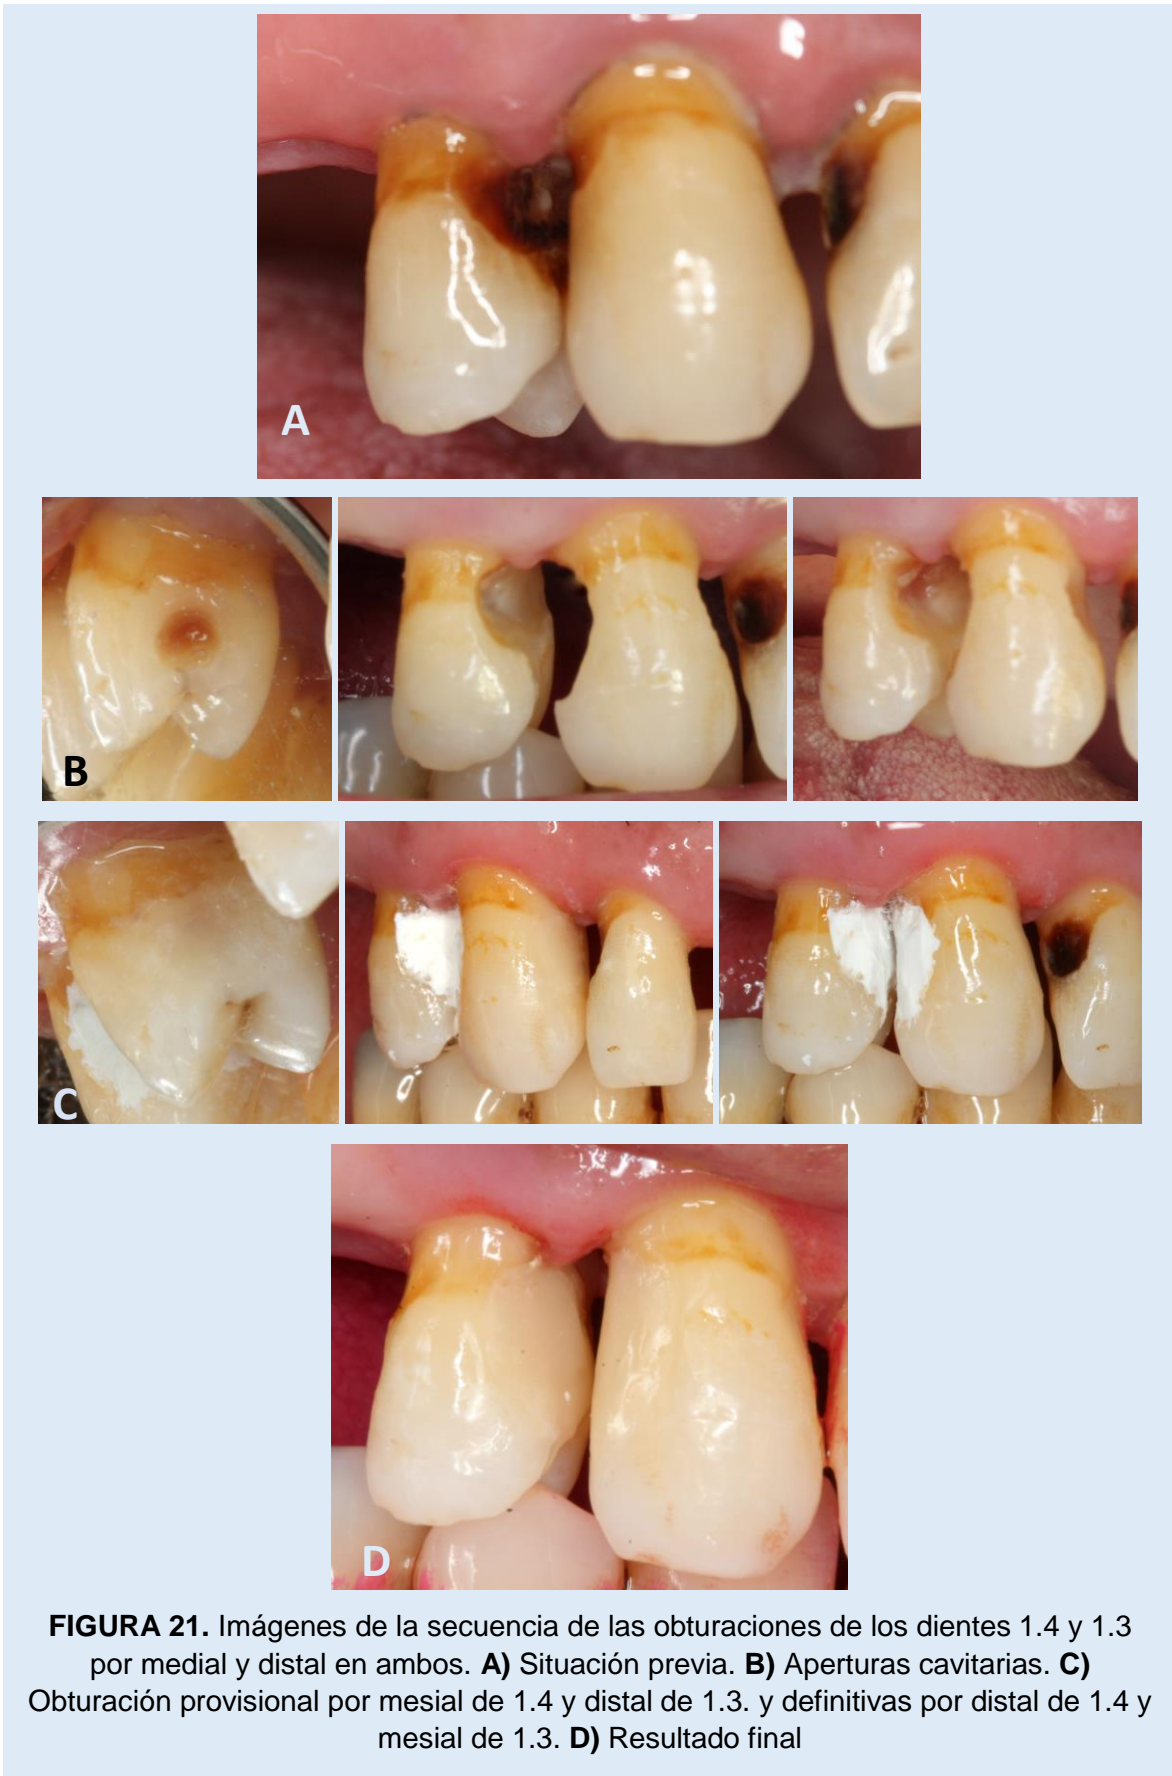 A
B
C
D
FIGURA 21. Imágenes de la secuencia de las obturaciones de los dientes 1.4 y 1.3
por medial y distal en ambos. A) Situación previa. B) Aperturas cavitarias. C)
Obturación provisional por mesial de 1.4 y distal de 1.3. y definitivas por distal de 1.4 y
mesial de 1.3. D) Resultado final